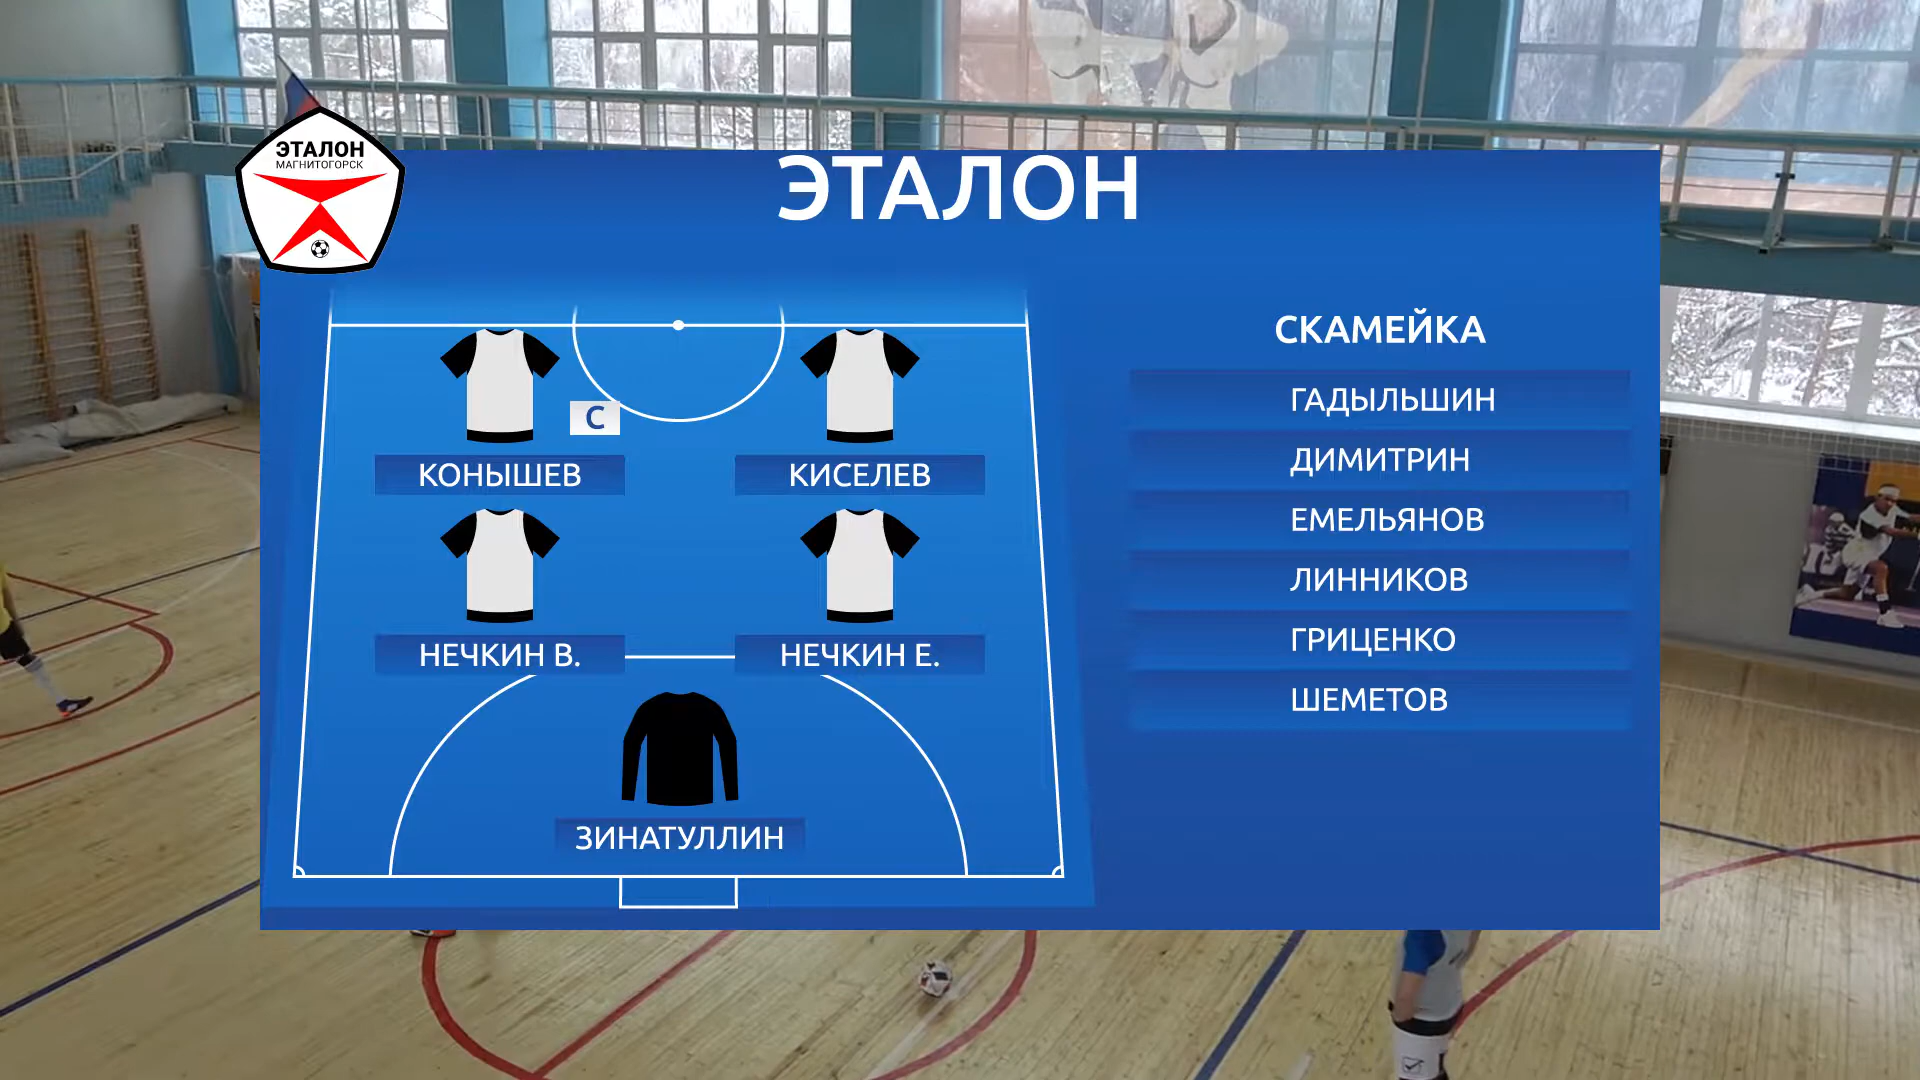 ЭТАЛОН
МАГНИТОГОРСК
ЭТАЛОН
C
КОНЫШЕВ
КИСЕЛЕВ
НЕЧКИН В.
НЕЧКИН Е.
ЗИНАТУЛЛИН
СКАМЕЙКА
ГАДЫЛЬШИН
ДИМИТРИН
ЕМЕЛЬЯНОВ
ЛИННИКОВ
ГРИЦЕНКО
ШЕМЕТОВ